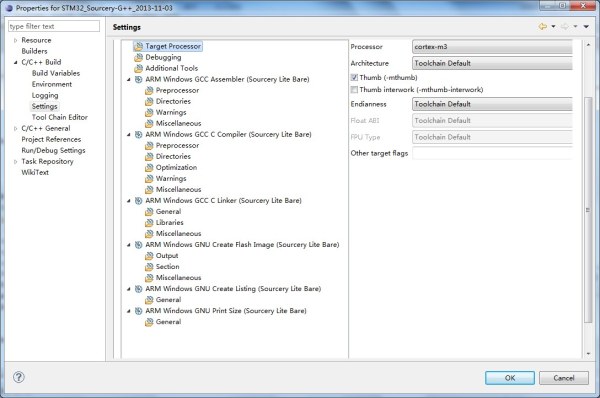 Properties for STM32_Sourcery-G++_2013-11-03
type filter text
Settings
Resource
Builders
C/C++ Build
Build Variables
Environment
Logging
Settings
Tool Chain Editor
C/C++ General
Project References
Run/Debug Settings
Task Repository
WikiText
Target Processor
Debugging
Additional Tools
ARM Windows GCC Assembler (Sourcery Lite Bare)
Preprocessor
Directories
Warnings
Miscellaneous
ARM Windows GCC C Compiler (Sourcery Lite Bare)
Preprocessor
Directories
Optimization
Warnings
Miscellaneous
ARM Windows GCC C Linker (Sourcery Lite Bare)
General
Libraries
Miscellaneous
ARM Windows GNU Create Flash Image (Sourcery Lite Bare)
Output
Section
Miscellaneous
ARM Windows GNU Create Listing (Sourcery Lite Bare)
General
ARM Windows GNU Print Size (Sourcery Lite Bare)
General
Processor cortex-m3
Architecture Toolchain Default
Thumb (-mthumb)
Thumb interwork (-mthumb-interwork)
Endianness Toolchain Default
Float ABI Toolchain Default
FPU Type Toolchain Default
Other target flags
OK Cancel